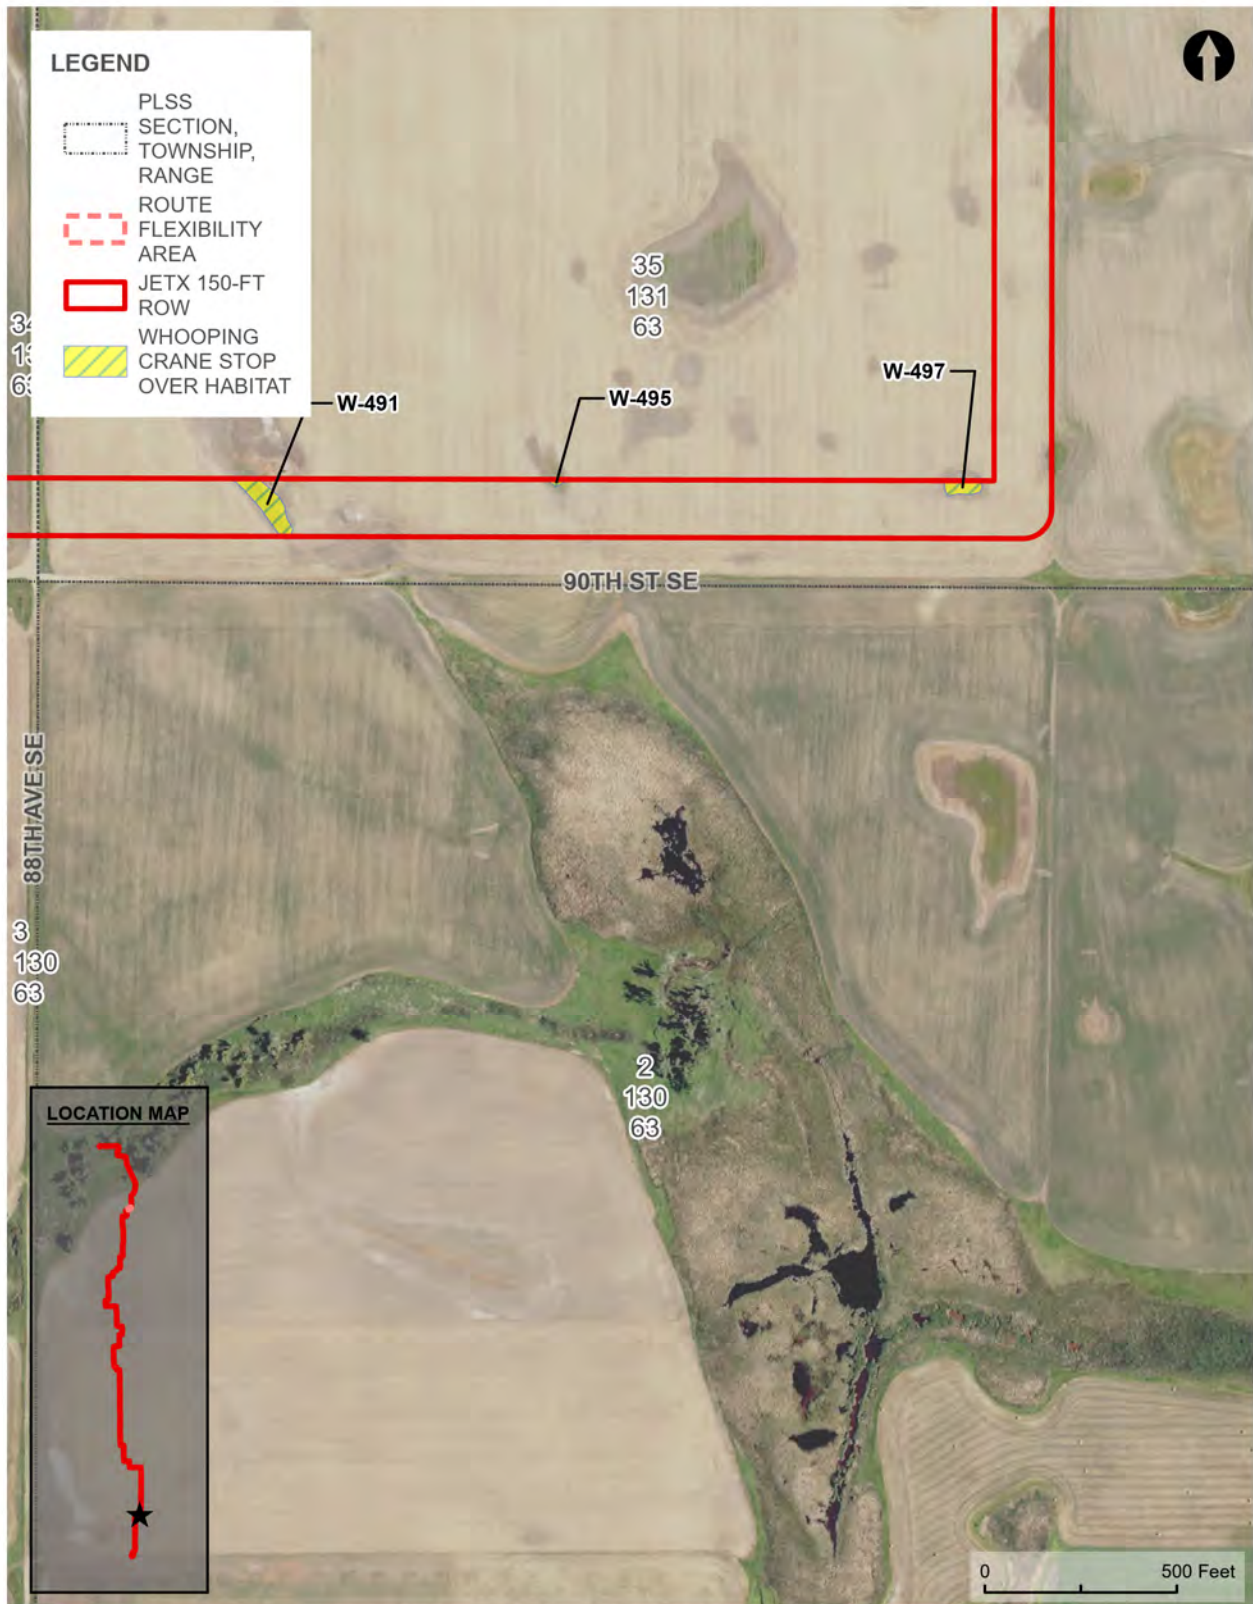 LEGEND
PLSS
SECTION,
TOWNSHIP,
RANGE
ROUTE
FLEXIBILITY
AREA
JETX 150-FT
ROW
WHOOPING
CRANE STOP
OVER HABITAT
35
131
63
W-491
W-495
W-497
90TH ST SE
88TH AVE SE
3
130
63
2
130
63
LOCATION MAP
0 500 Feet